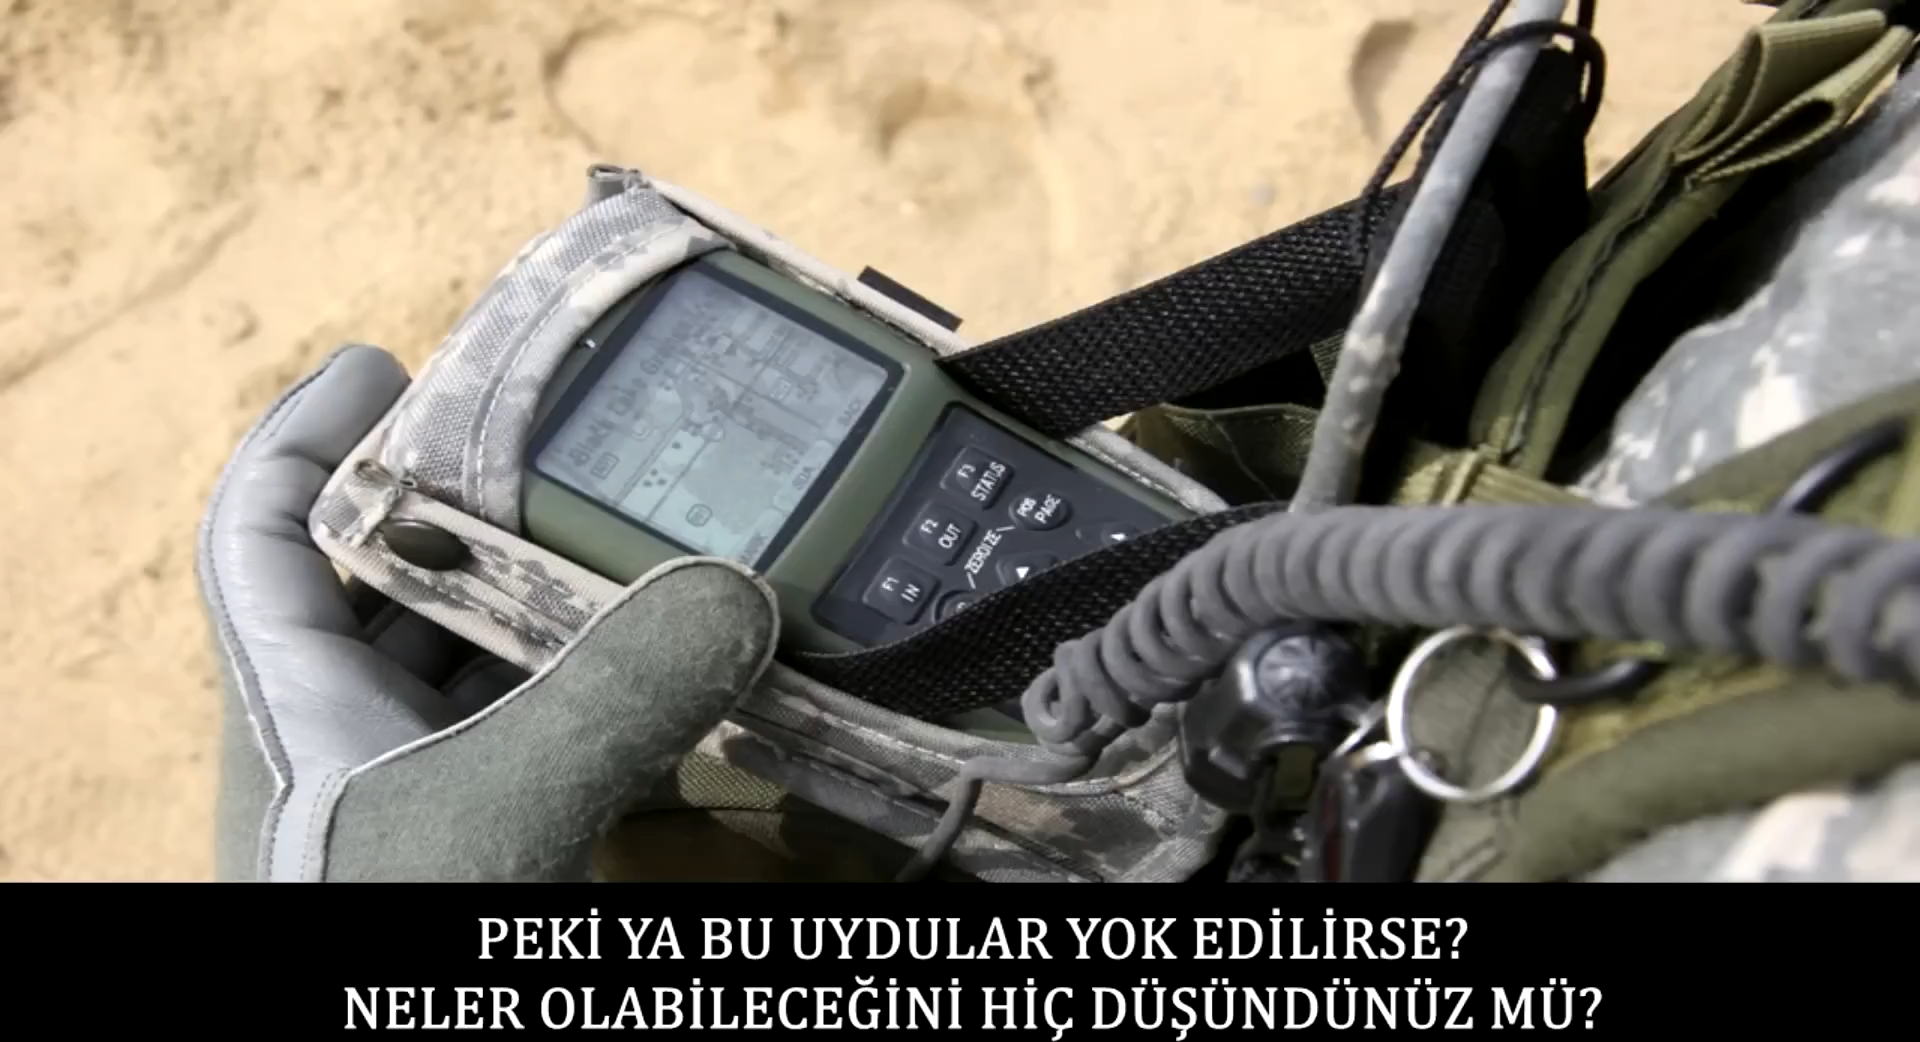 F3
STATUS
POS
PAGE
F2
OUT
ZEROIZE
F1
IN
PEKİ YA BU UYDULAR YOK EDİLİRSE?
NELER OLABİLECEĞİNİ HİÇ DÜŞÜNDÜNÜZ MÜ?